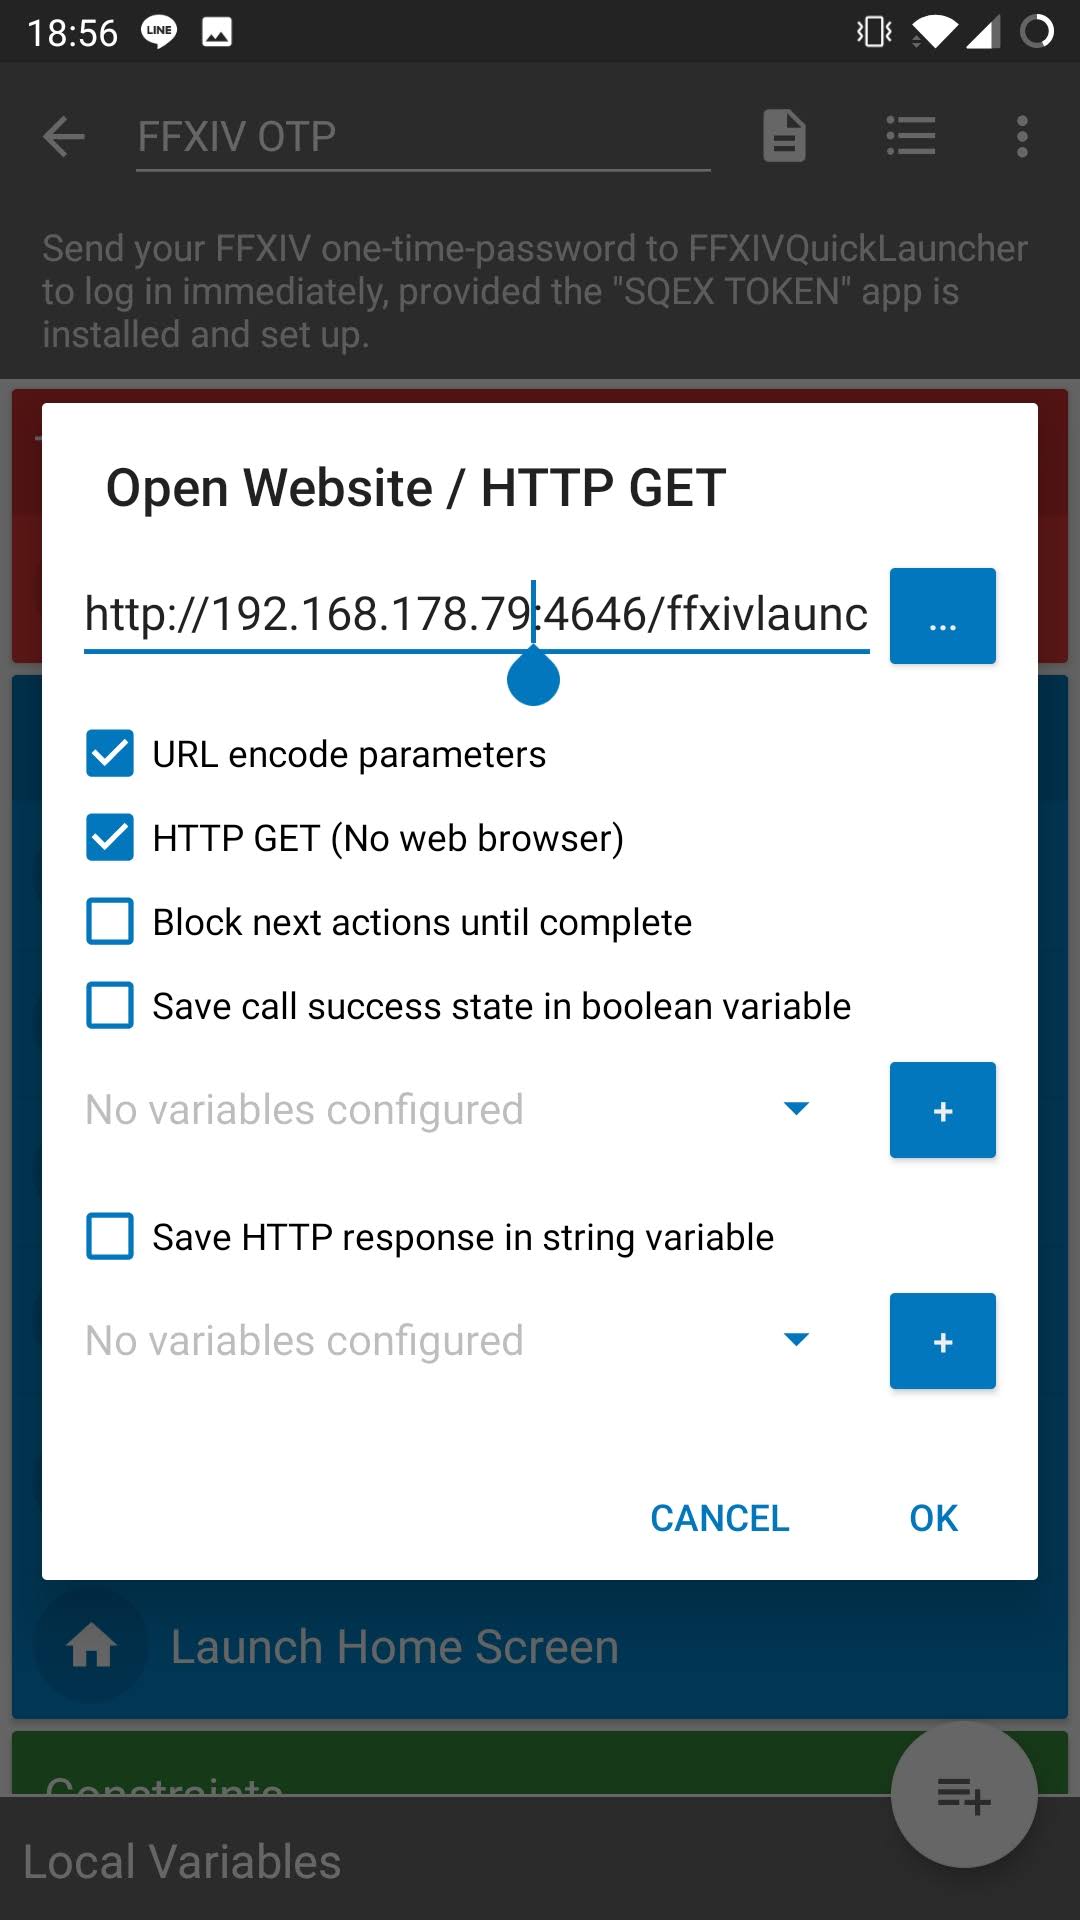 18:56 LINE
FFXIV OTP
Send your FFXIV one-time-password to FFXIVQuickLauncher
to log in immediately, provided the "SQEX TOKEN" app is
installed and set up.
Open Website / HTTP GET
http://192.168.178.79:4646/ffxivlaunc ...
URL encode parameters
HTTP GET (No web browser)
Block next actions until complete
Save call success state in boolean variable
No variables configured +
Save HTTP response in string variable
No variables configured +
CANCEL OK
Launch Home Screen
Constraints
Local Variables